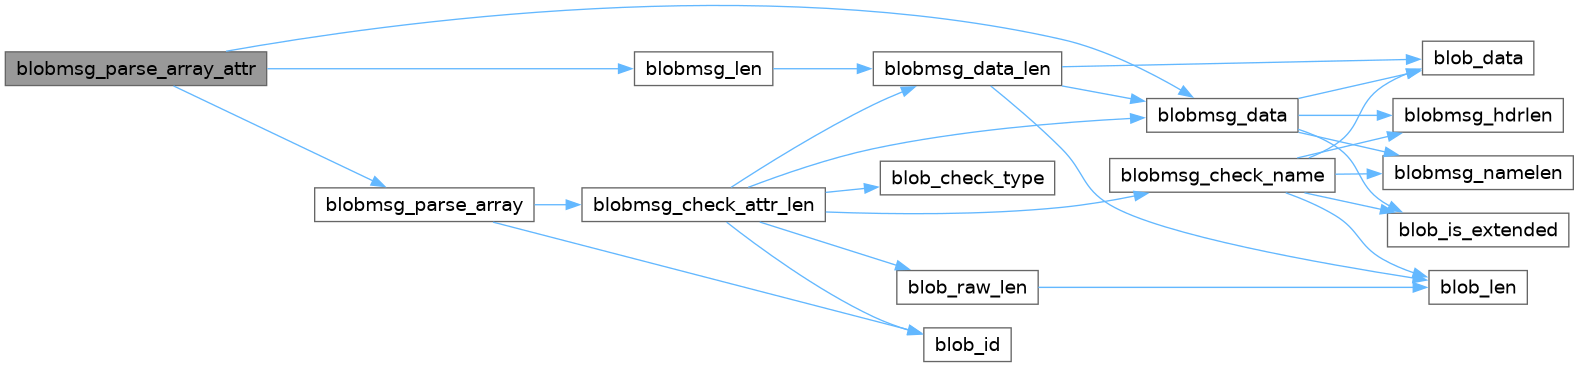 blobmsg_parse_array_attr
blobmsg_len
blobmsg_data_len
blob_data
blobmsg_data
blobmsg_hdrlen
blobmsg_parse_array
blobmsg_check_attr_len
blob_check_type
blobmsg_check_name
blobmsg_namelen
blob_is_extended
blob_raw_len
blob_len
blob_id